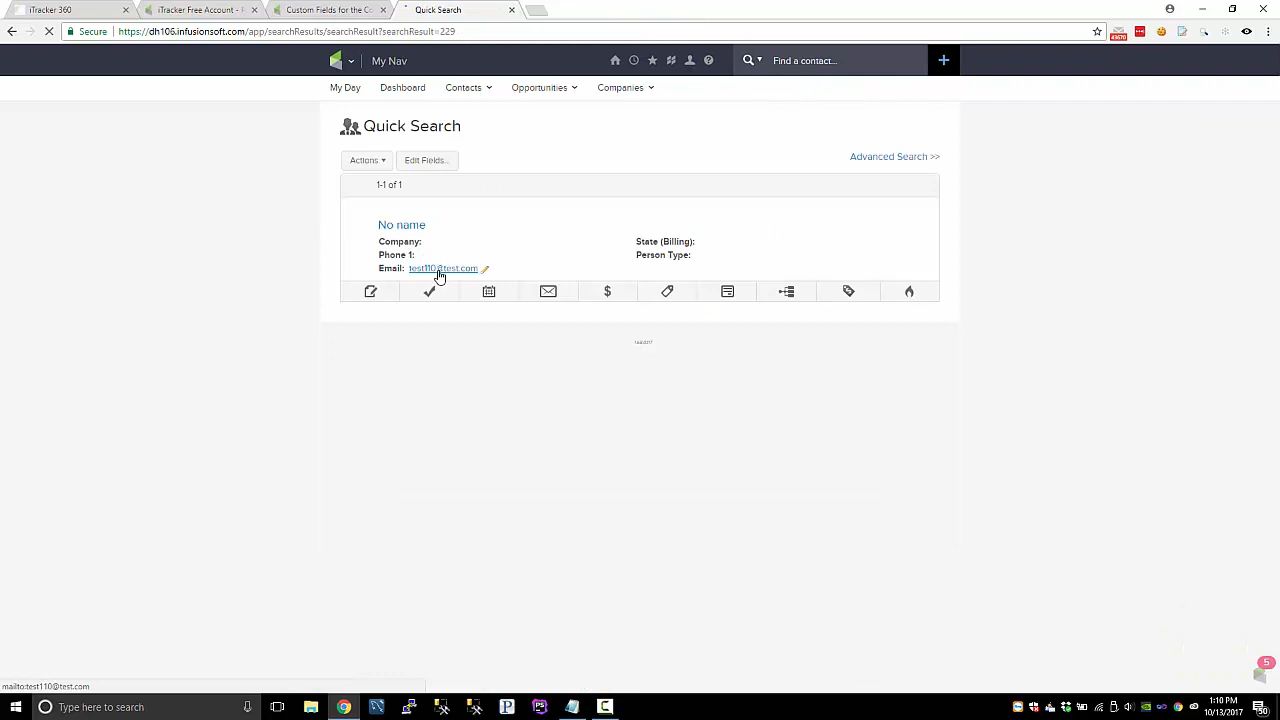 iTracker 360
iTracker Free Account - F
Custom Fields for the Co
Quick Search
Secure
https://dh106.infusionsoft.com/app/searchResults/searchResult?searchResult=229
43670
My Nav
Find a contact...
My Day Dashboard Contacts Opportunities Companies
Quick Search
Actions
Edit Fields...
Advanced Search >>
1-1 of 1
No name
Company:
State (Billing):
Phone 1:
Person Type:
Email: test110@test.com
5
mailto:test110@test.com
Type here to search
1:10 PM
10/13/2017